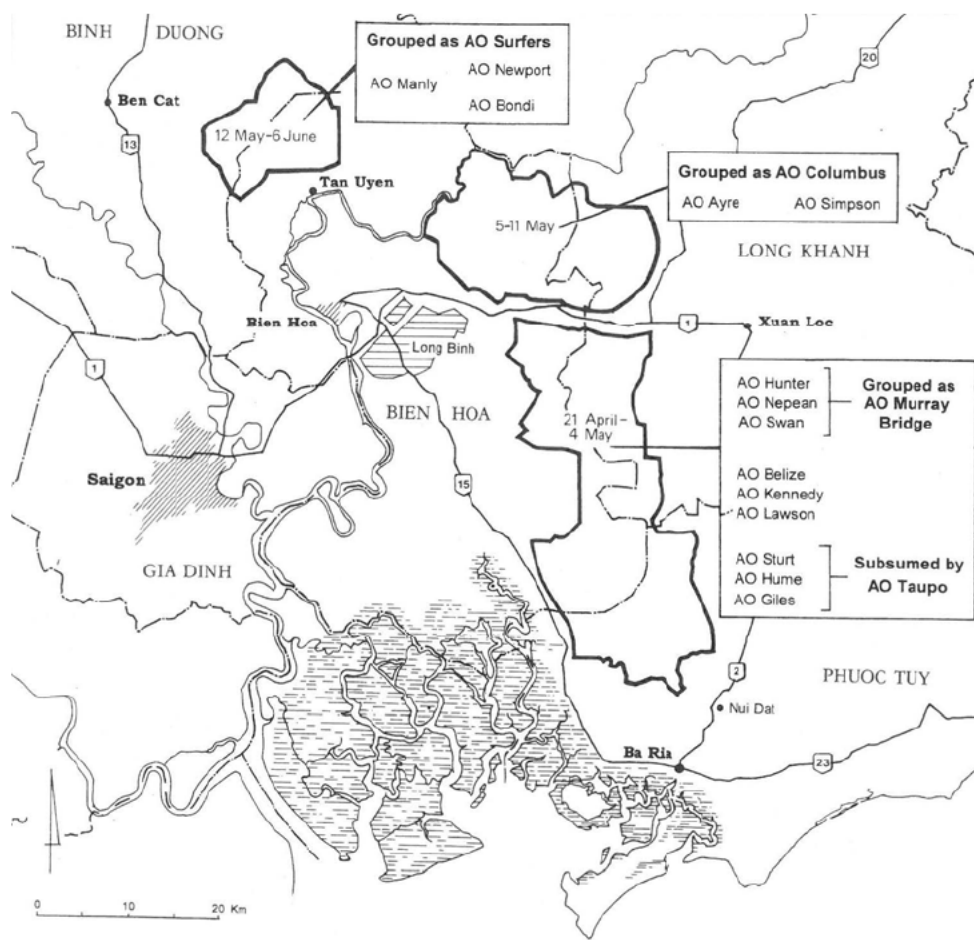 BINH DUONG
Ben Cat
13
Grouped as AO Surfers
AO Manly
AO Newport
AO Bondi
20
12 May–6 June
Tan Uyen
Grouped as AO Columbus
AO Ayre AO Simpson
5–11 May
LONG KHANH
Bien Hoa
Long Binh
1
Xuan Loc
1
BIEN HOA
21 April–
4 May
AO Hunter
AO Nepean
AO Swan
Grouped as
AO Murray
Bridge
AO Belize
AO Kennedy
AO Lawson
AO Sturt
AO Hume
AO Giles
Subsumed by
AO Taupo
Saigon
15
GIA DINH
2
PHUOC TUY
Nui Dat
Ba Ria
23
0 10 20 Km